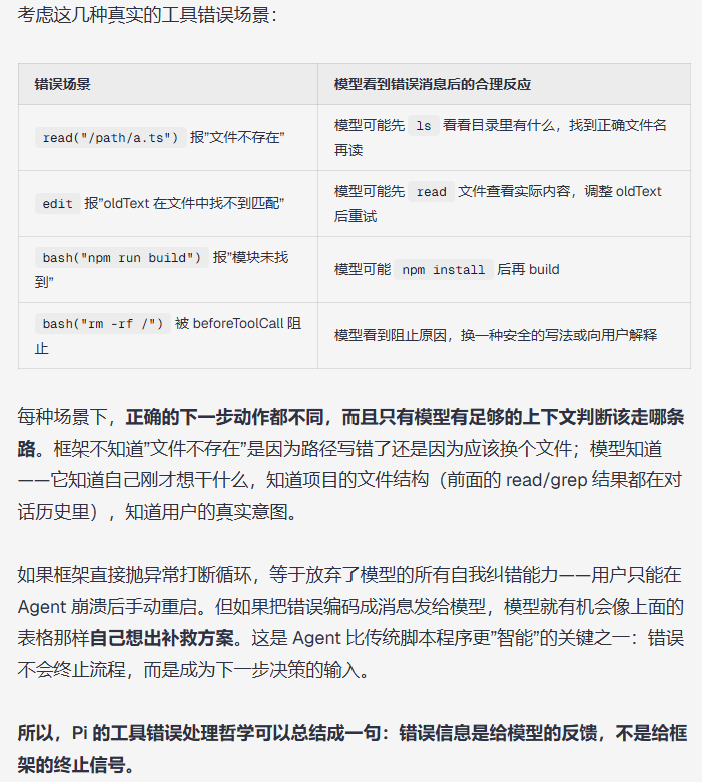 考虑这几种真实的工具错误场景：
错误场景
模型看到错误消息后的合理反应
read("/path/a.ts") 报”文件不存在”
模型可能先 ls 看看目录里有什么，找到正确文件名
再读
edit 报”oldText 在文件中找不到匹配”
模型可能先 read 文件查看实际内容，调整 oldText
后重试
bash("npm run build") 报”模块未找
到”
模型可能 npm install 后再 build
bash("rm -rf /") 被 beforeToolCall 阻
止
模型看到阻止原因，换一种安全的写法或向用户解释
每种场景下，正确的下一步动作都不同，而且只有模型有足够的上下文判断该走哪条
路。框架不知道”文件不存在”是因为路径写错了还是因为应该换个文件；模型知道
——它知道自己刚才想干什么，知道项目的文件结构（前面的 read/grep 结果都在对
话历史里），知道用户的真实意图。
如果框架直接抛异常打断循环，等于放弃了模型的所有自我纠错能力——用户只能在
Agent 崩溃后手动重启。但如果把错误编码成消息发给模型，模型就有机会像上面的
表格那样自己想出补救方案。这是 Agent 比传统脚本程序更”智能”的关键之一：错误
不会终止流程，而是成为下一步决策的输入。
所以，Pi 的工具错误处理哲学可以总结成一句：错误信息是给模型的反馈，不是给框
架的终止信号。